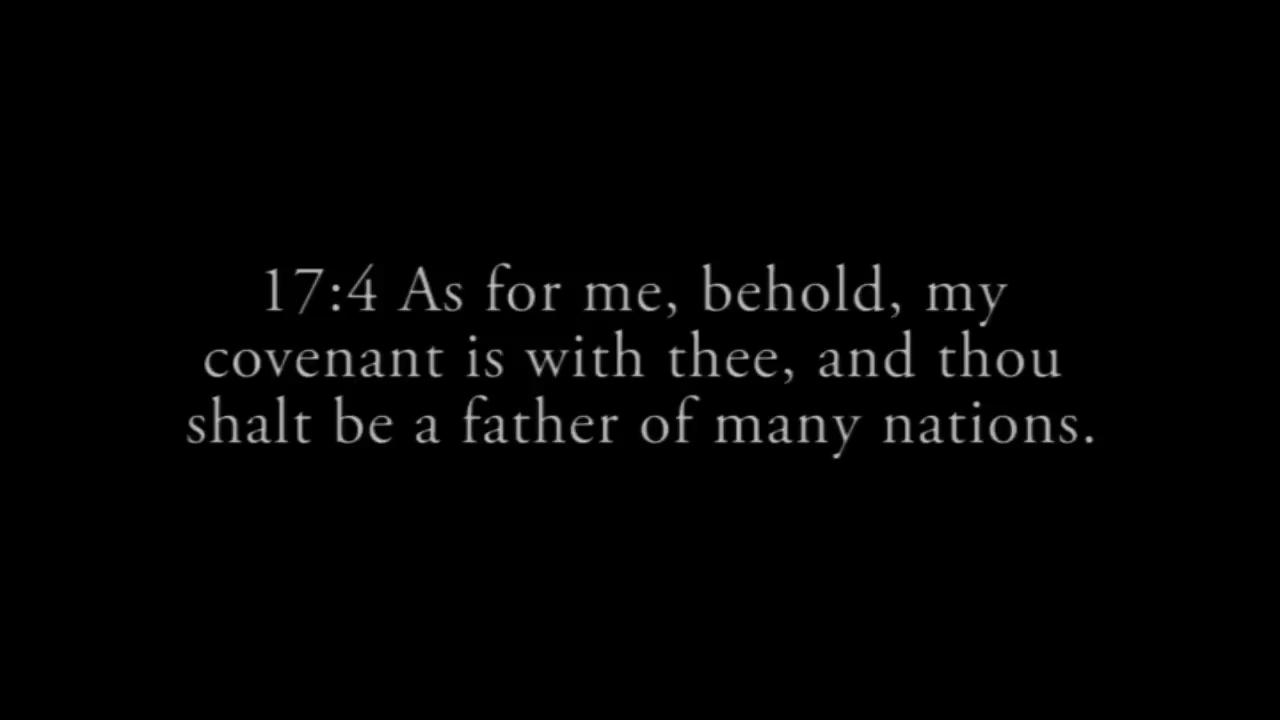 17:4 As for me, behold, my
covenant is with thee, and thou
shalt be a father of many nations.